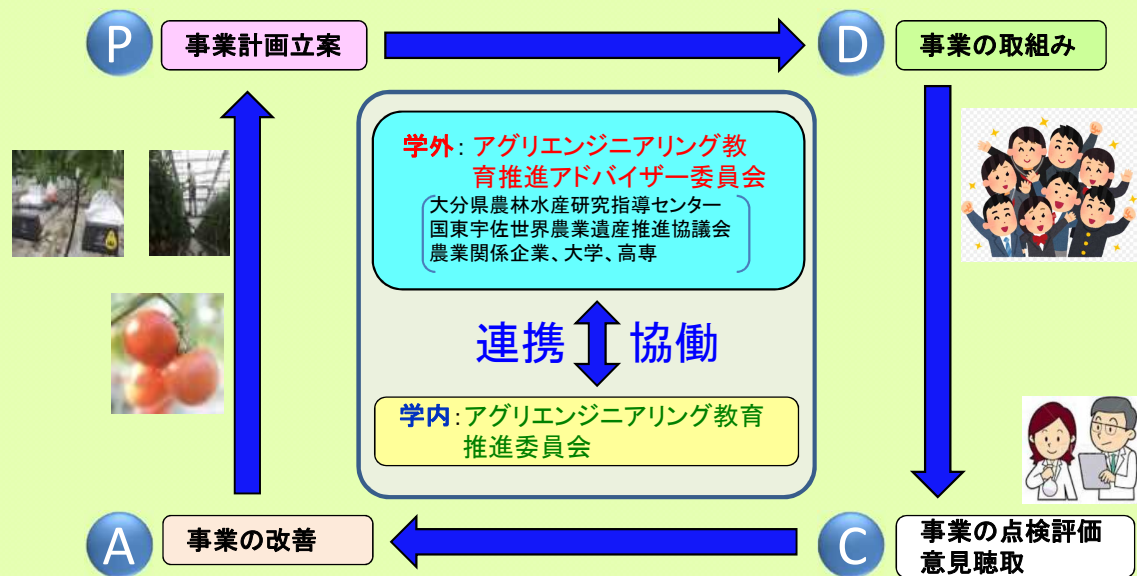 P
事業計画立案
D
事業の取組み
学外：アグリエンジニアリング教
育推進アドバイザー委員会
大分県農林水産研究指導センター
国東宇佐世界農業遺産推進協議会
農業関係企業、大学、高専
連携 協働
学内：アグリエンジニアリング教育
推進委員会
A
事業の改善
C
事業の点検評価
意見聴取